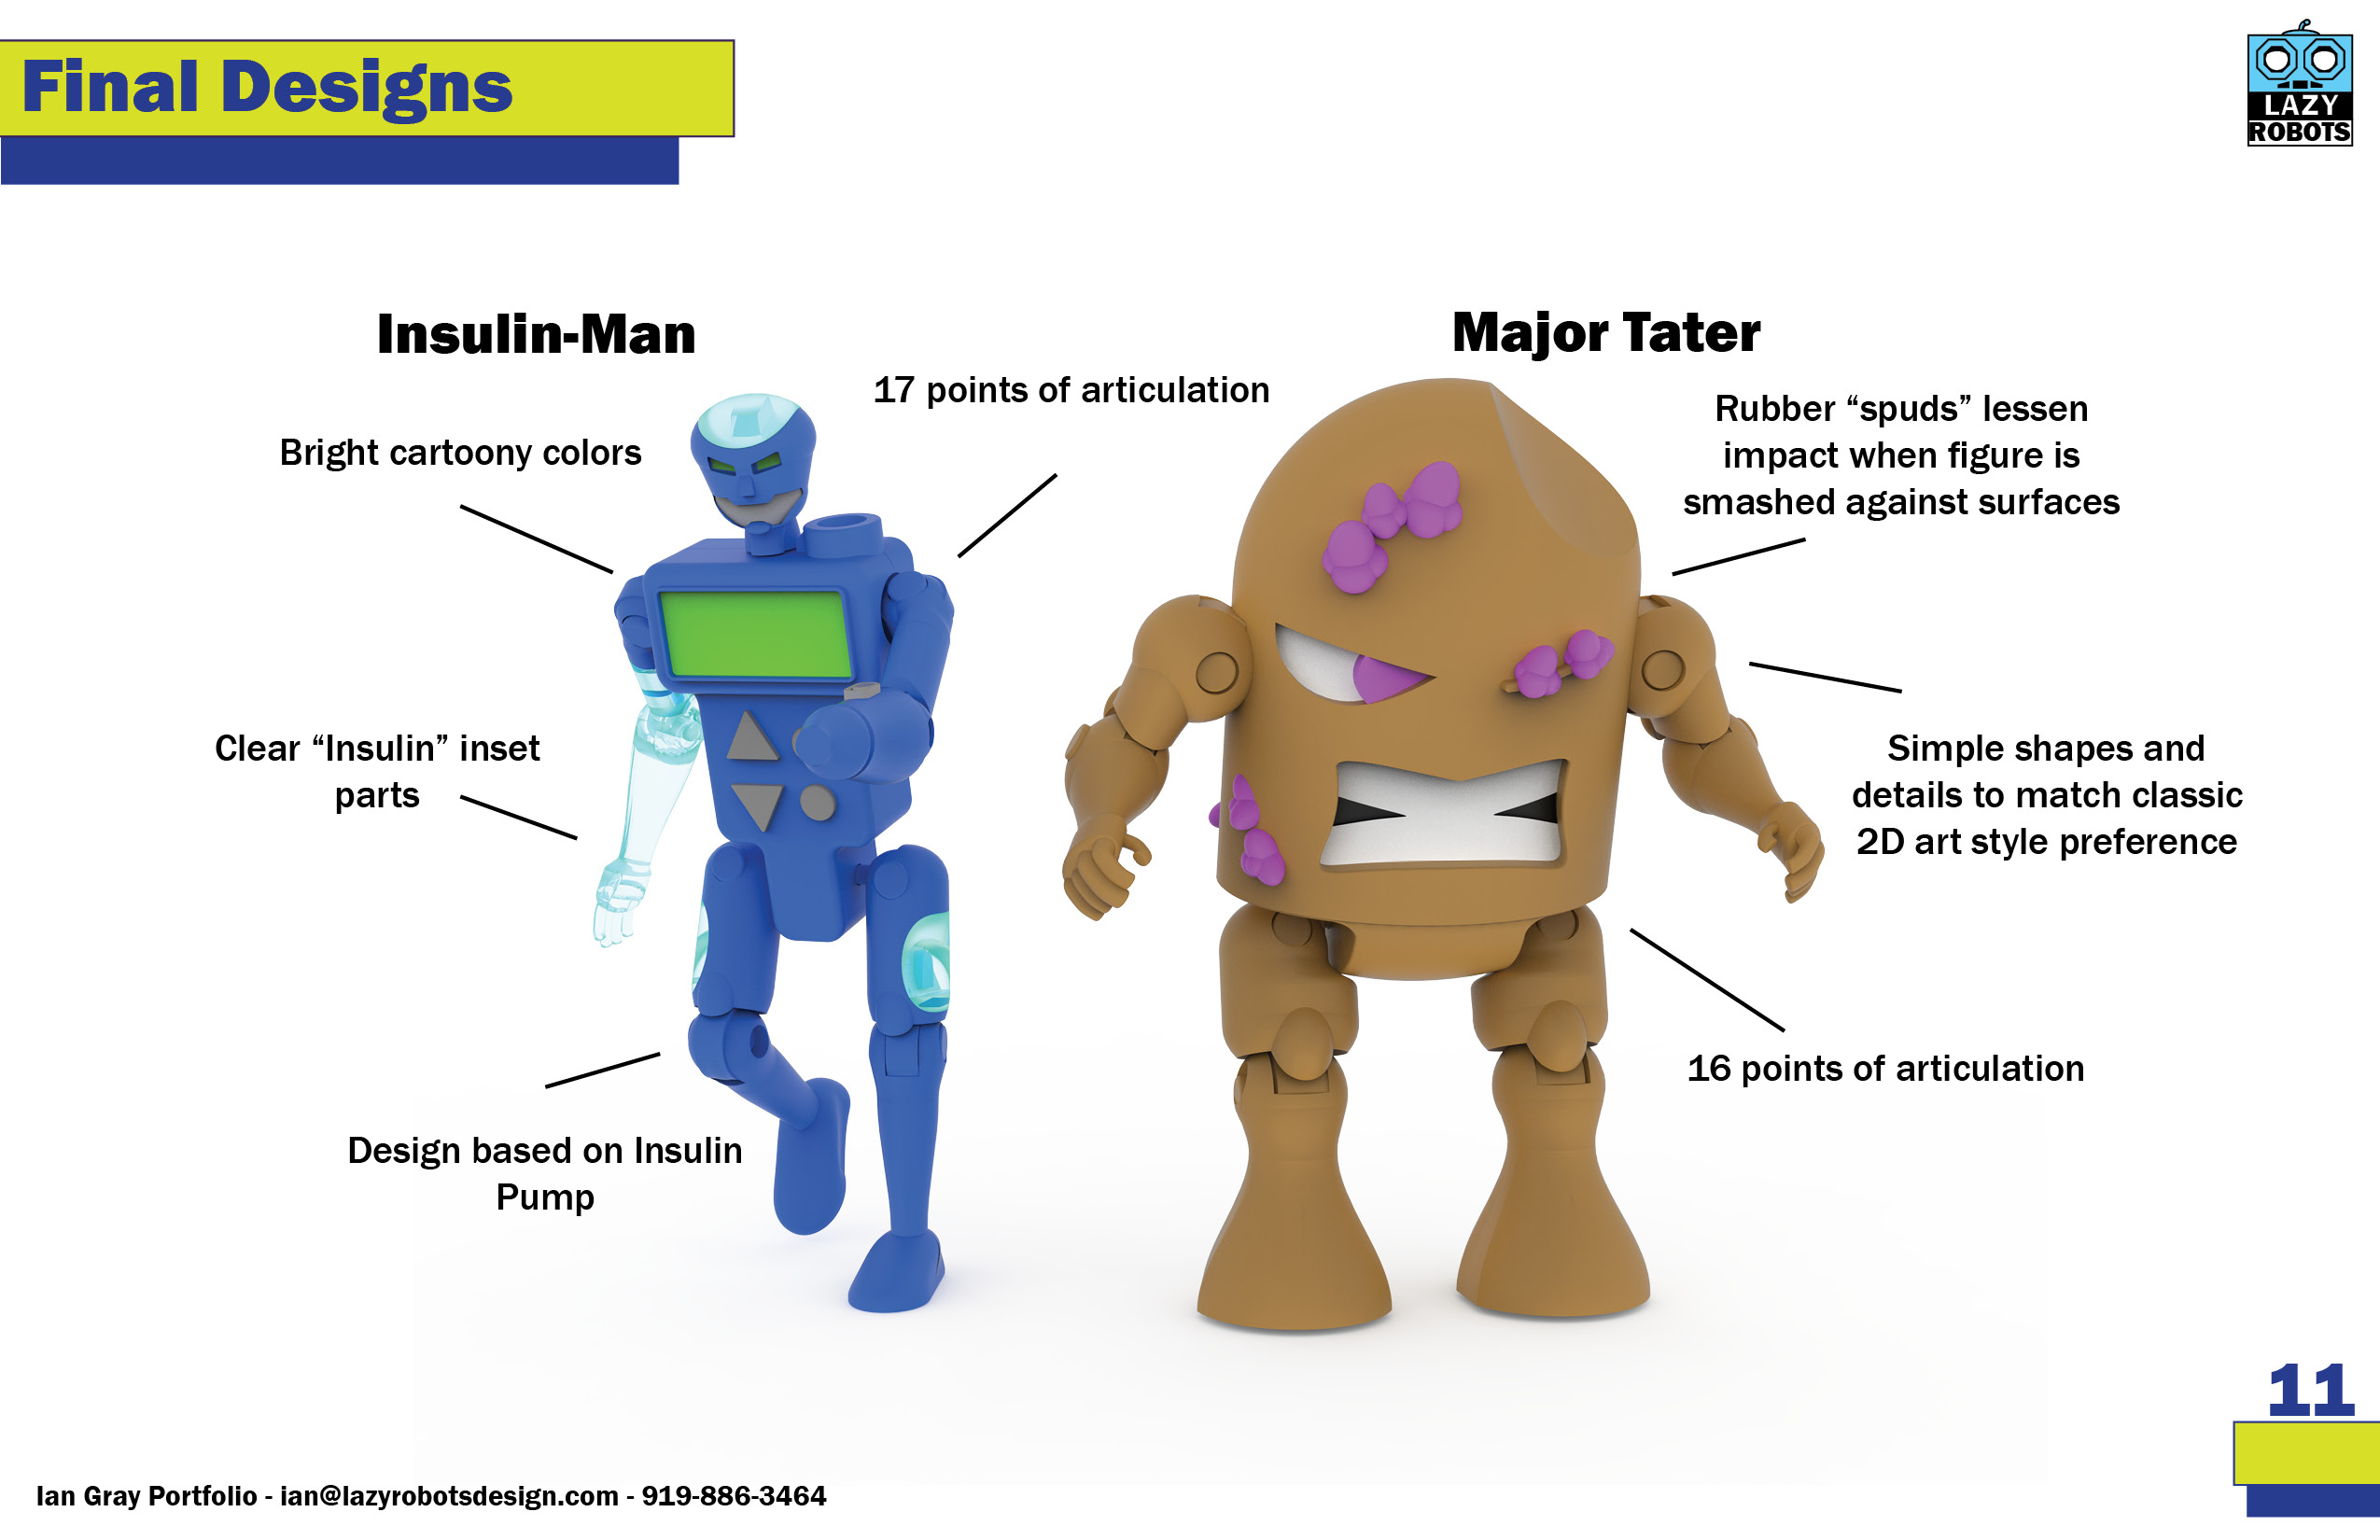 Final Designs
LAZY
ROBOTS
Insulin-Man
Bright cartoony colors
17 points of articulation
Clear “Insulin” inset
parts
Design based on Insulin
Pump
Major Tater
Rubber “spuds” lessen
impact when figure is
smashed against surfaces
Simple shapes and
details to match classic
2D art style preference
16 points of articulation
11
Ian Gray Portfolio - ian@lazyrobotsdesign.com - 919-886-3464